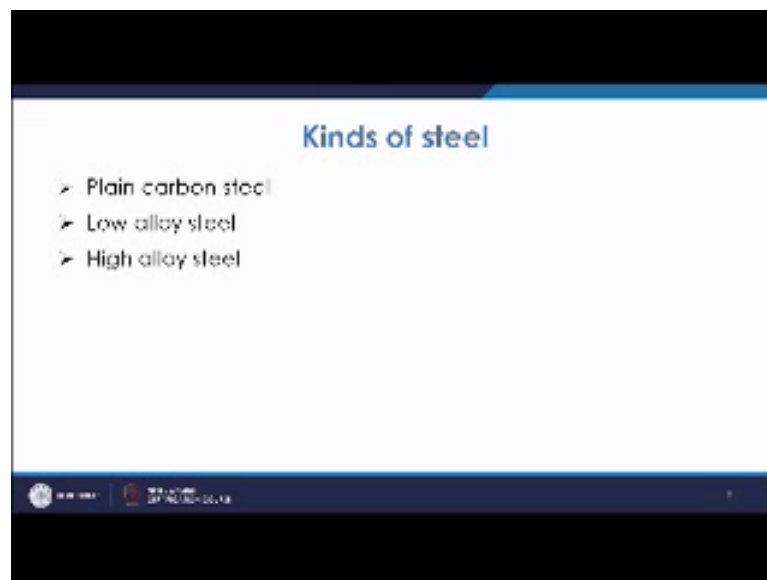 Kinds of steel
➢ Plain carbon steel
➢ Low alloy steel
➢ High alloy steel